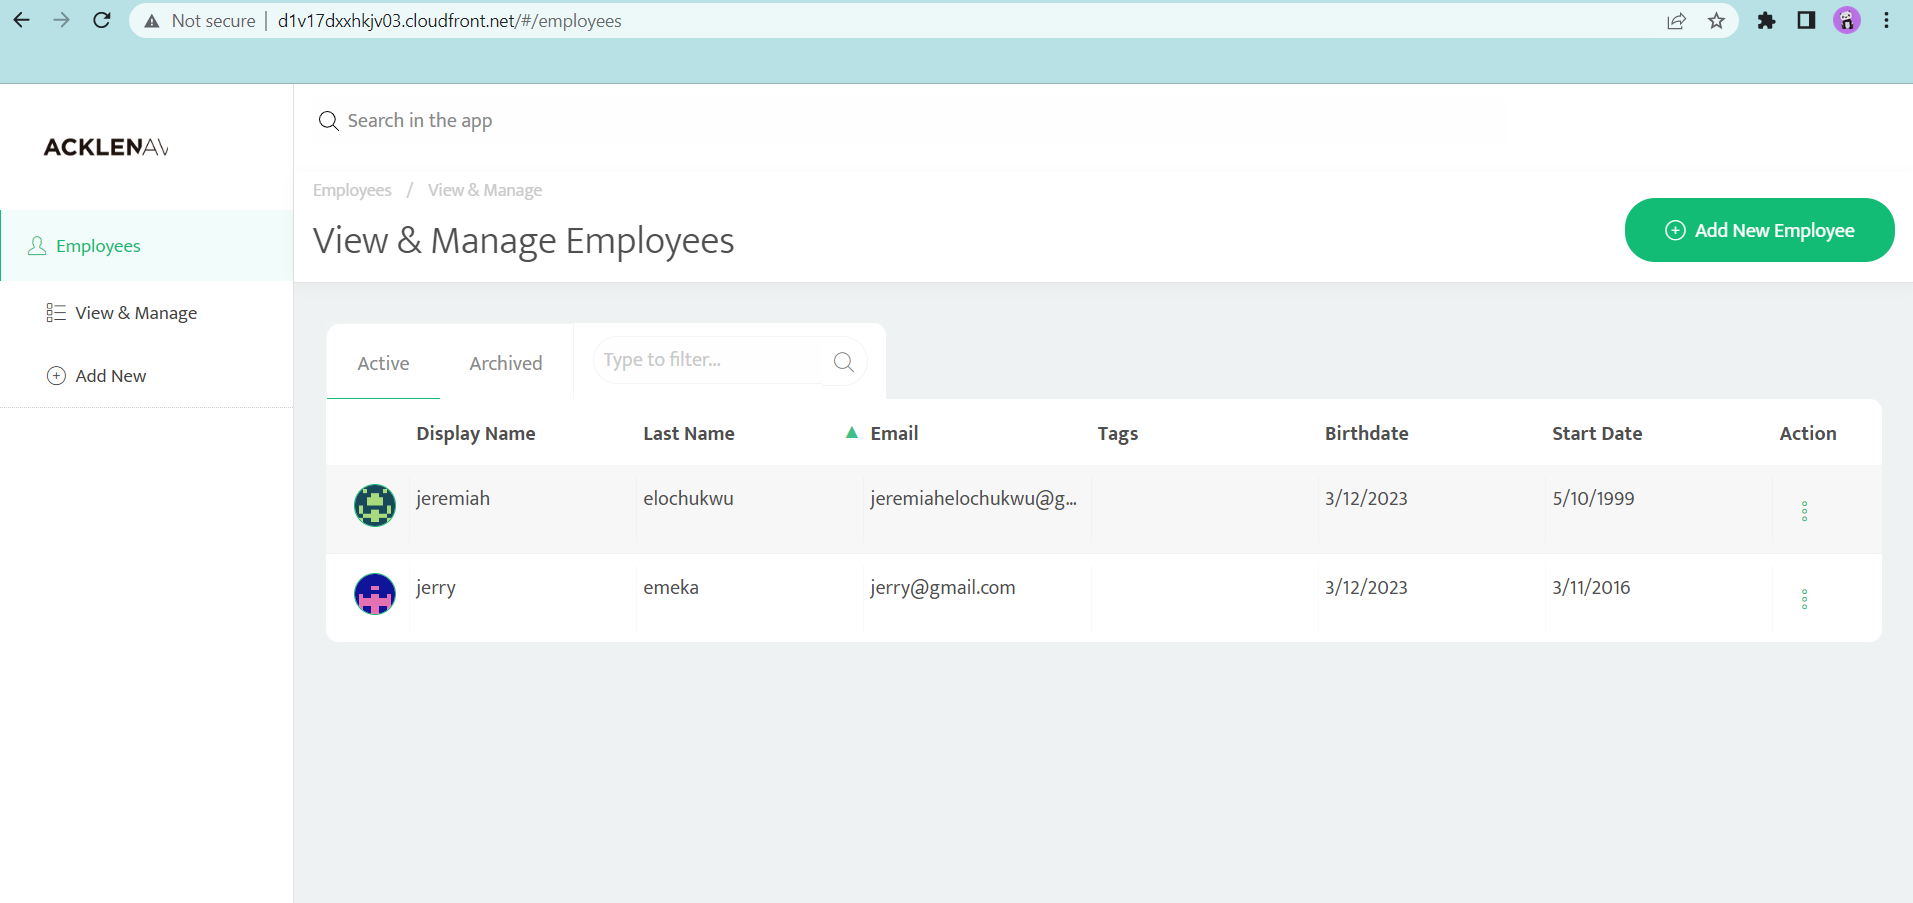 Not secure | d1v17dxxhkjv03.cloudfront.net/#/employees
ACKLENAV
Search in the app
Employees / View & Manage
View & Manage Employees
Add New Employee
Employees
View & Manage
Add New
Active Archived Type to filter...
Display Name Last Name Email Tags Birthdate Start Date Action
jeremiah elochukwu jeremiahelochukwu@g... 3/12/2023 5/10/1999
jerry emeka jerry@gmail.com 3/12/2023 3/11/2016